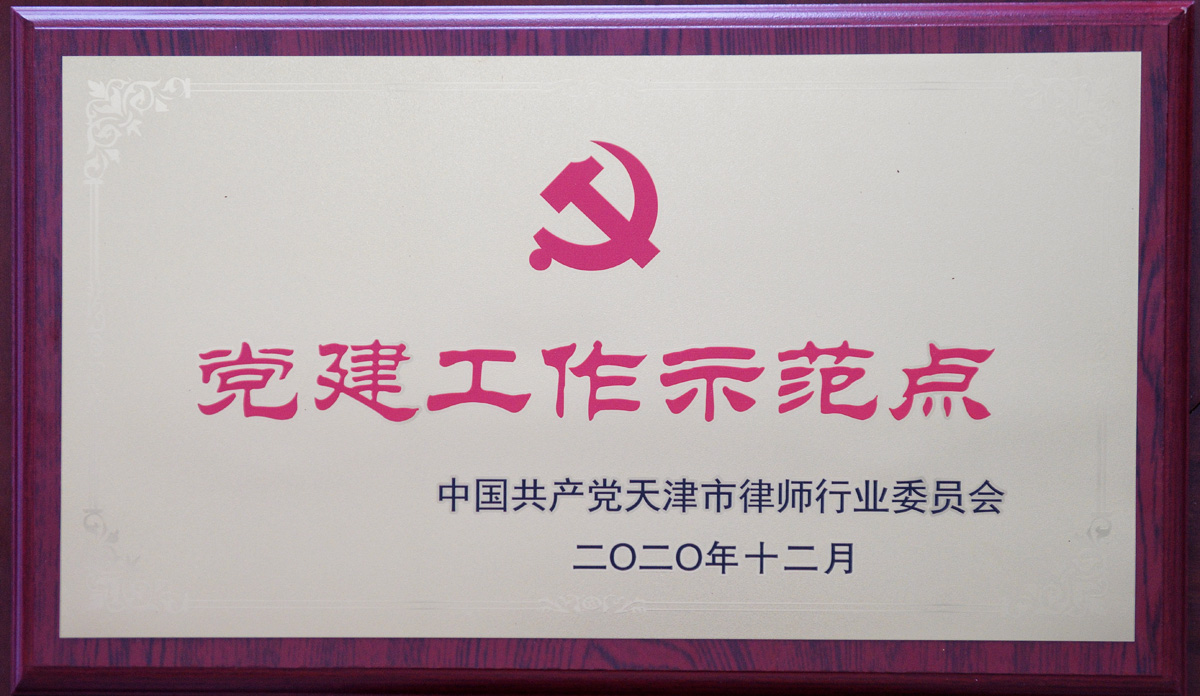 党建工作示范点
中国共产党天津市律师行业委员会
二〇二〇年十二月